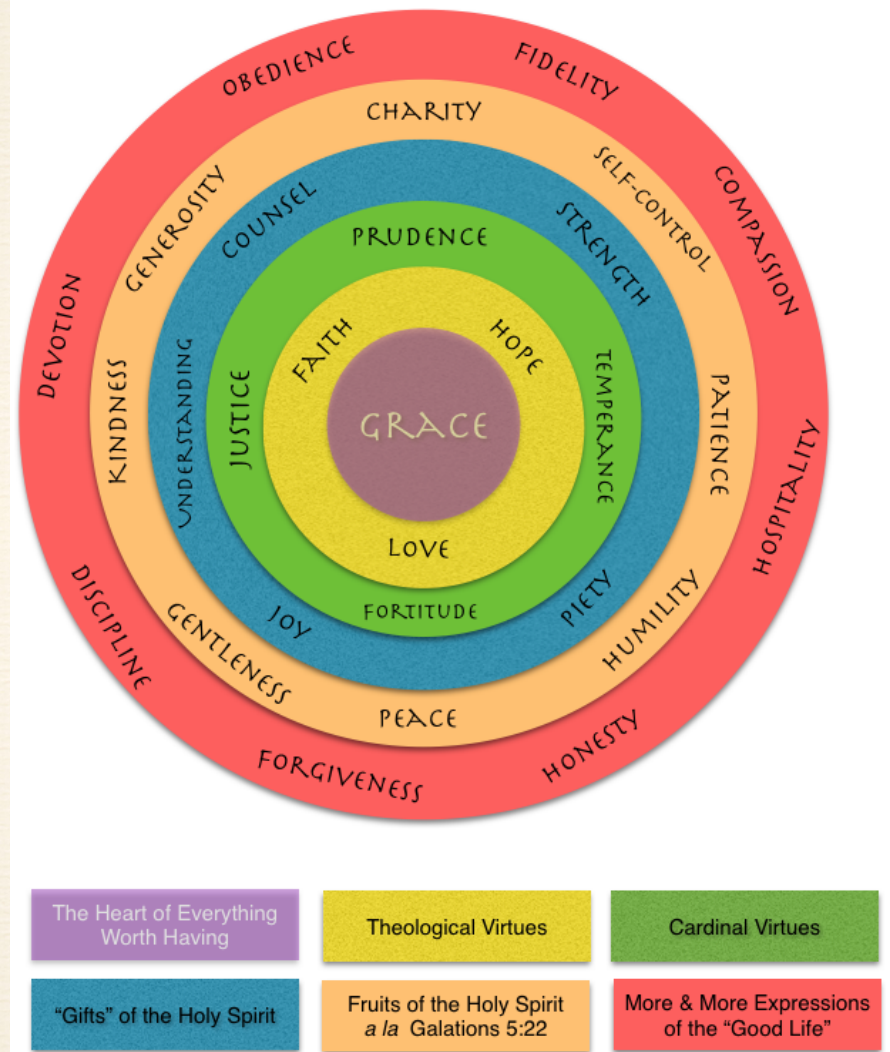 OBEDIENCE
FIDELITY
CHARITY
SELF-CONTROL
COMPASSION
GENEROSITY
COUNSEL
STRENGTH
PRUDENCE
DEVOTION
KINDNESS
UNDERSTANDING
JUSTICE
FAITH
HOPE
TEMPERANCE
PATIENCE
HOSPITALITY
GRACE
LOVE
FORTITUDE
JOY
PIETY
HUMILITY
GENTLENESS
DISCIPLINE
PEACE
FORGIVENESS
HONESTY
The Heart of Everything
Worth Having
Theological Virtues
Cardinal Virtues
"Gifts" of the Holy Spirit
Fruits of the Holy Spirit
a la Galations 5:22
More & More Expressions
of the "Good Life"